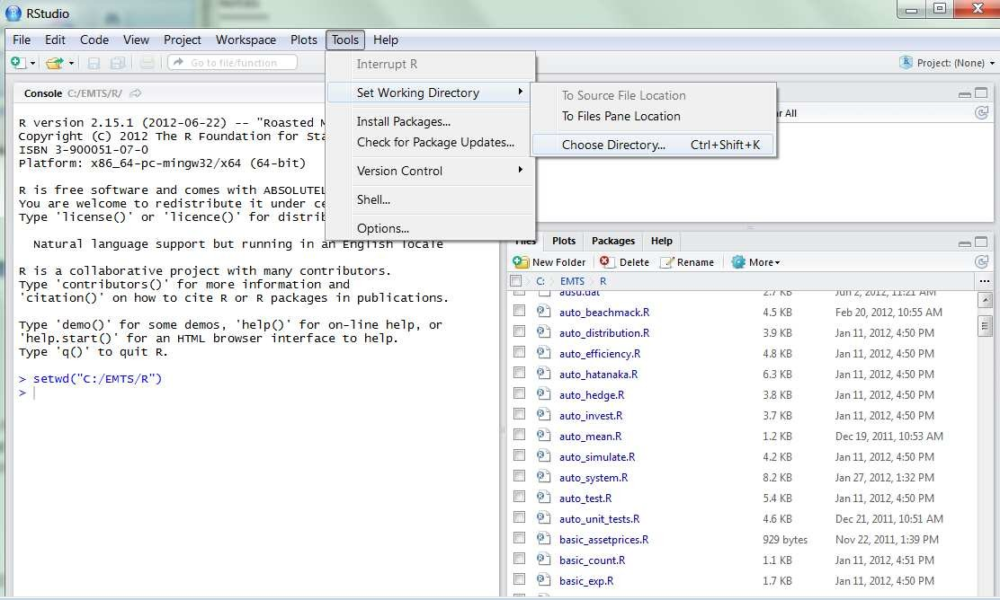 RStudio
File Edit Code View Project Workspace Plots Tools Help
Go to file/function
Project: (None)
Console C:/EMTS/R/
R version 2.15.1 (2012-06-22) -- "Roasted
Copyright (C) 2012 The R Foundation for
ISBN 3-900051-07-0
Platform: x86_64-pc-mingw32/x64 (64-bit)
R is free software and comes with
You are welcome to redistribute it under
Type 'license()' or 'licence()' for
Natural language support but running in an English locale
R is a collaborative project with many contributors.
Type 'contributors()' for more information and
'citation()' on how to cite R or R packages in publications.
Type 'demo()' for some demos, 'help()' for on-line help, or
'help.start()' for an HTML browser interface to help.
Type 'q()' to quit R.
> setwd("C:/EMTS/R")
>
Interrupt R
Set Working Directory
Install Packages...
Check for Package Updates...
Version Control
Shell...
Options...
To Source File Location
To Files Pane Location
Choose Directory... Ctrl+Shift+K
All
Files Plots Packages Help
New Folder Delete Rename More
C: EMTS R
ausu.dat 2.7 KB Jun 2, 2012, 11:21 AM
auto_beachmack.R 4.5 KB Feb 20, 2012, 10:55 AM
auto_distribution.R 3.9 KB Jan 11, 2012, 4:50 PM
auto_efficiency.R 4.8 KB Jan 11, 2012, 4:50 PM
auto_hatanaka.R 6.3 KB Jan 11, 2012, 4:50 PM
auto_hedge.R 3.8 KB Jan 11, 2012, 4:50 PM
auto_invest.R 3.7 KB Jan 11, 2012, 4:50 PM
auto_mean.R 1.2 KB Dec 19, 2011, 10:53 AM
auto_simulate.R 4.2 KB Jan 11, 2012, 4:50 PM
auto_system.R 8.2 KB Jan 27, 2012, 1:32 PM
auto_test.R 5.4 KB Jan 11, 2012, 4:50 PM
auto_unit_tests.R 4.6 KB Dec 21, 2011, 10:51 AM
basic_assetprices.R 929 bytes Nov 22, 2011, 1:39 PM
basic_count.R 1.1 KB Jan 11, 2012, 4:51 PM
basic_exp.R 1.7 KB Jan 11, 2012, 4:50 PM